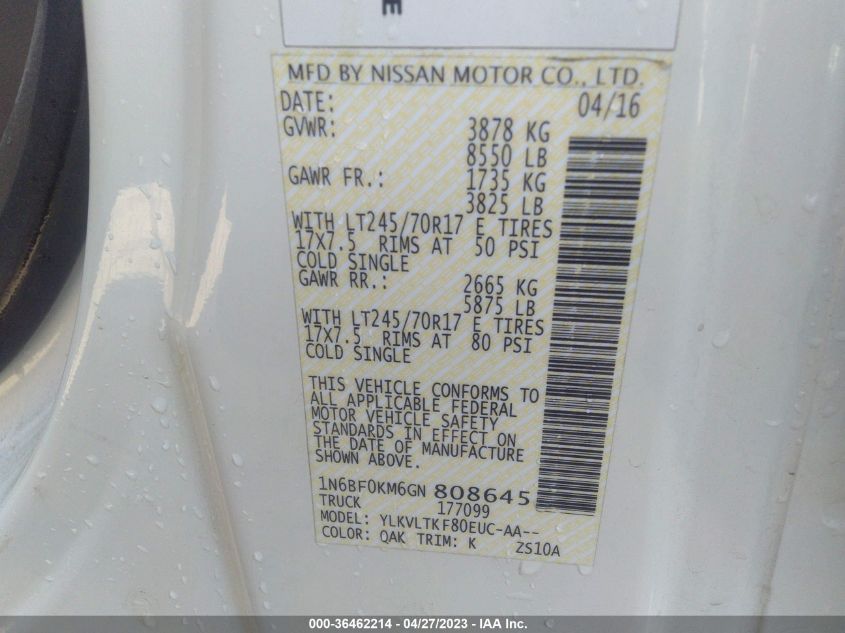 E
MFD BY NISSAN MOTOR CO., LTD.
DATE: 04/16
GVWR: 3878 KG
8550 LB
GAWR FR.: 1735 KG
3825 LB
WITH LT245/70R17 E TIRES
17X7.5 RIMS AT 50 PSI
COLD SINGLE
GAWR RR.: 2665 KG
5875 LB
WITH LT245/70R17 E TIRES
17X7.5 RIMS AT 80 PSI
COLD SINGLE
THIS VEHICLE CONFORMS TO
ALL APPLICABLE FEDERAL
MOTOR VEHICLE SAFETY
STANDARDS IN EFFECT ON
THE DATE OF MANUFACTURE
SHOWN ABOVE.
1N6BF0KM6GN 808645
TRUCK 177099
MODEL: YLKVLTKF80EUC-AA--
COLOR: QAK TRIM: K ZS10A
000-36462214 - 04/27/2023 - IAA Inc.